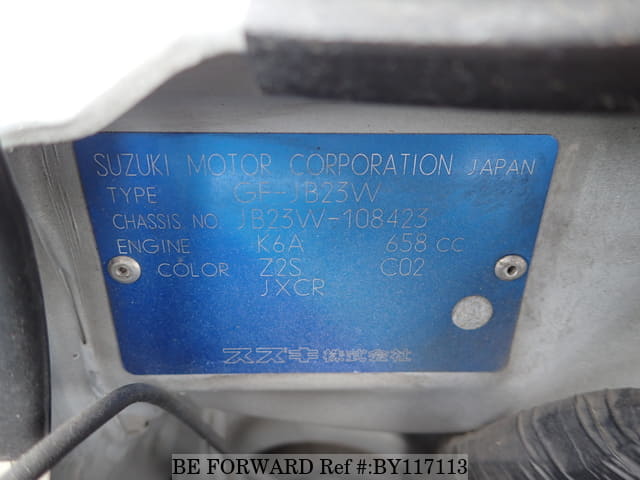 SUZUKI MOTOR CORPORATION JAPAN
TYPE GF-JB23W
CHASSIS NO. JB23W-108423
ENGINE K6A 658 CC
COLOR Z2S C02
JXCR
スズキ株式会社
BE FORWARD Ref #:BY117113